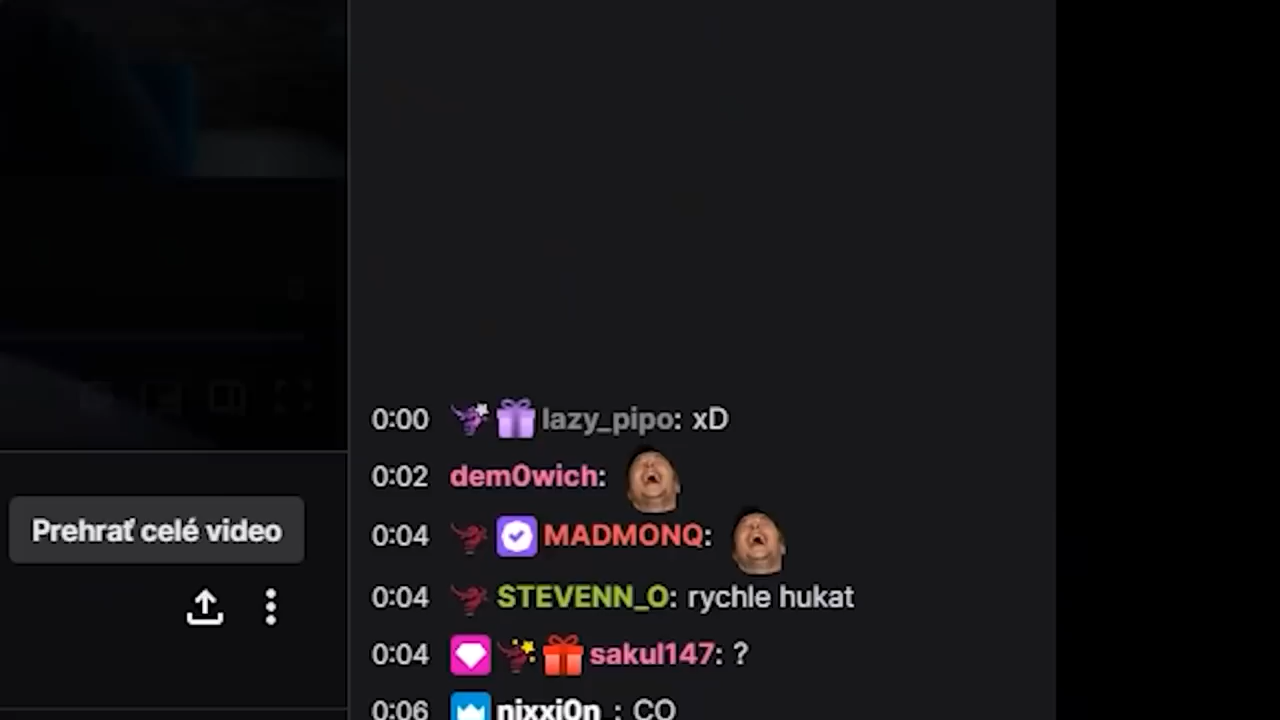 0:00 lazy_pipo: xD
0:02 dem0wich:
Prehrať celé video
0:04 MADMONQ:
0:04 STEVENN_O: rychle hukat
0:04 sakul147: ?
0:06 nixxi0n_: CO